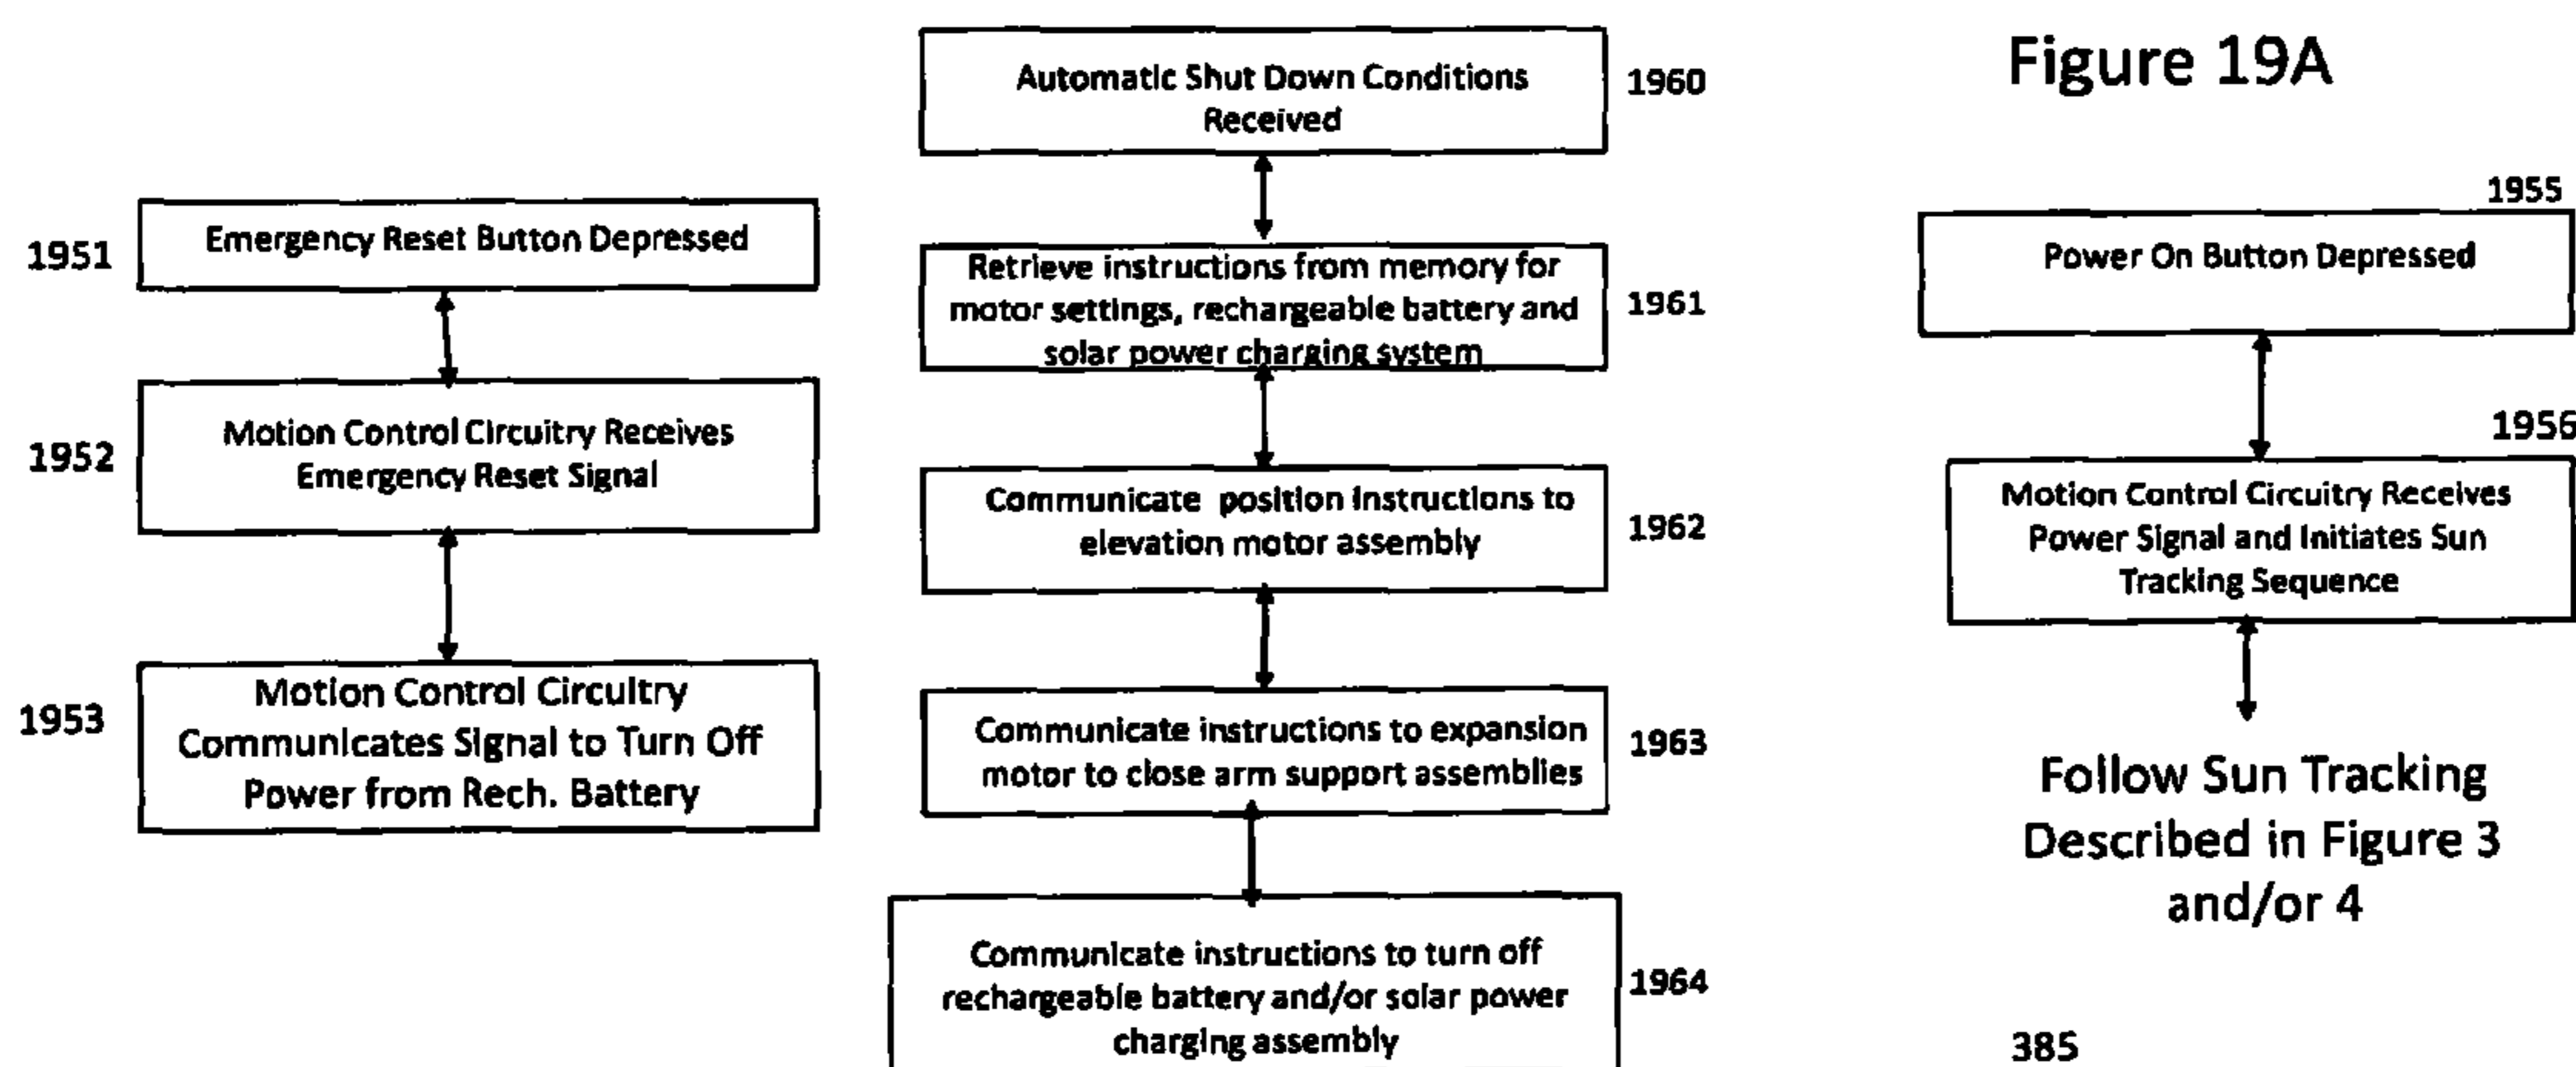 Figure 19A
1951
Emergency Reset Button Depressed
1952
Motion Control Circuitry Receives
Emergency Reset Signal
1953
Motion Control Circuitry
Communicates Signal to Turn Off
Power from Rech. Battery
Automatic Shut Down Conditions
Received
1960
Retrieve instructions from memory for
motor settings, rechargeable battery and
solar power charging system
1961
Communicate position instructions to
elevation motor assembly
1962
Communicate instructions to expansion
motor to close arm support assemblies
1963
Communicate instructions to turn off
rechargeable battery and/or solar power
charging assembly
1964
1955
Power On Button Depressed
1956
Motion Control Circuitry Receives
Power Signal and Initiates Sun
Tracking Sequence
Follow Sun Tracking
Described in Figure 3
and/or 4
385